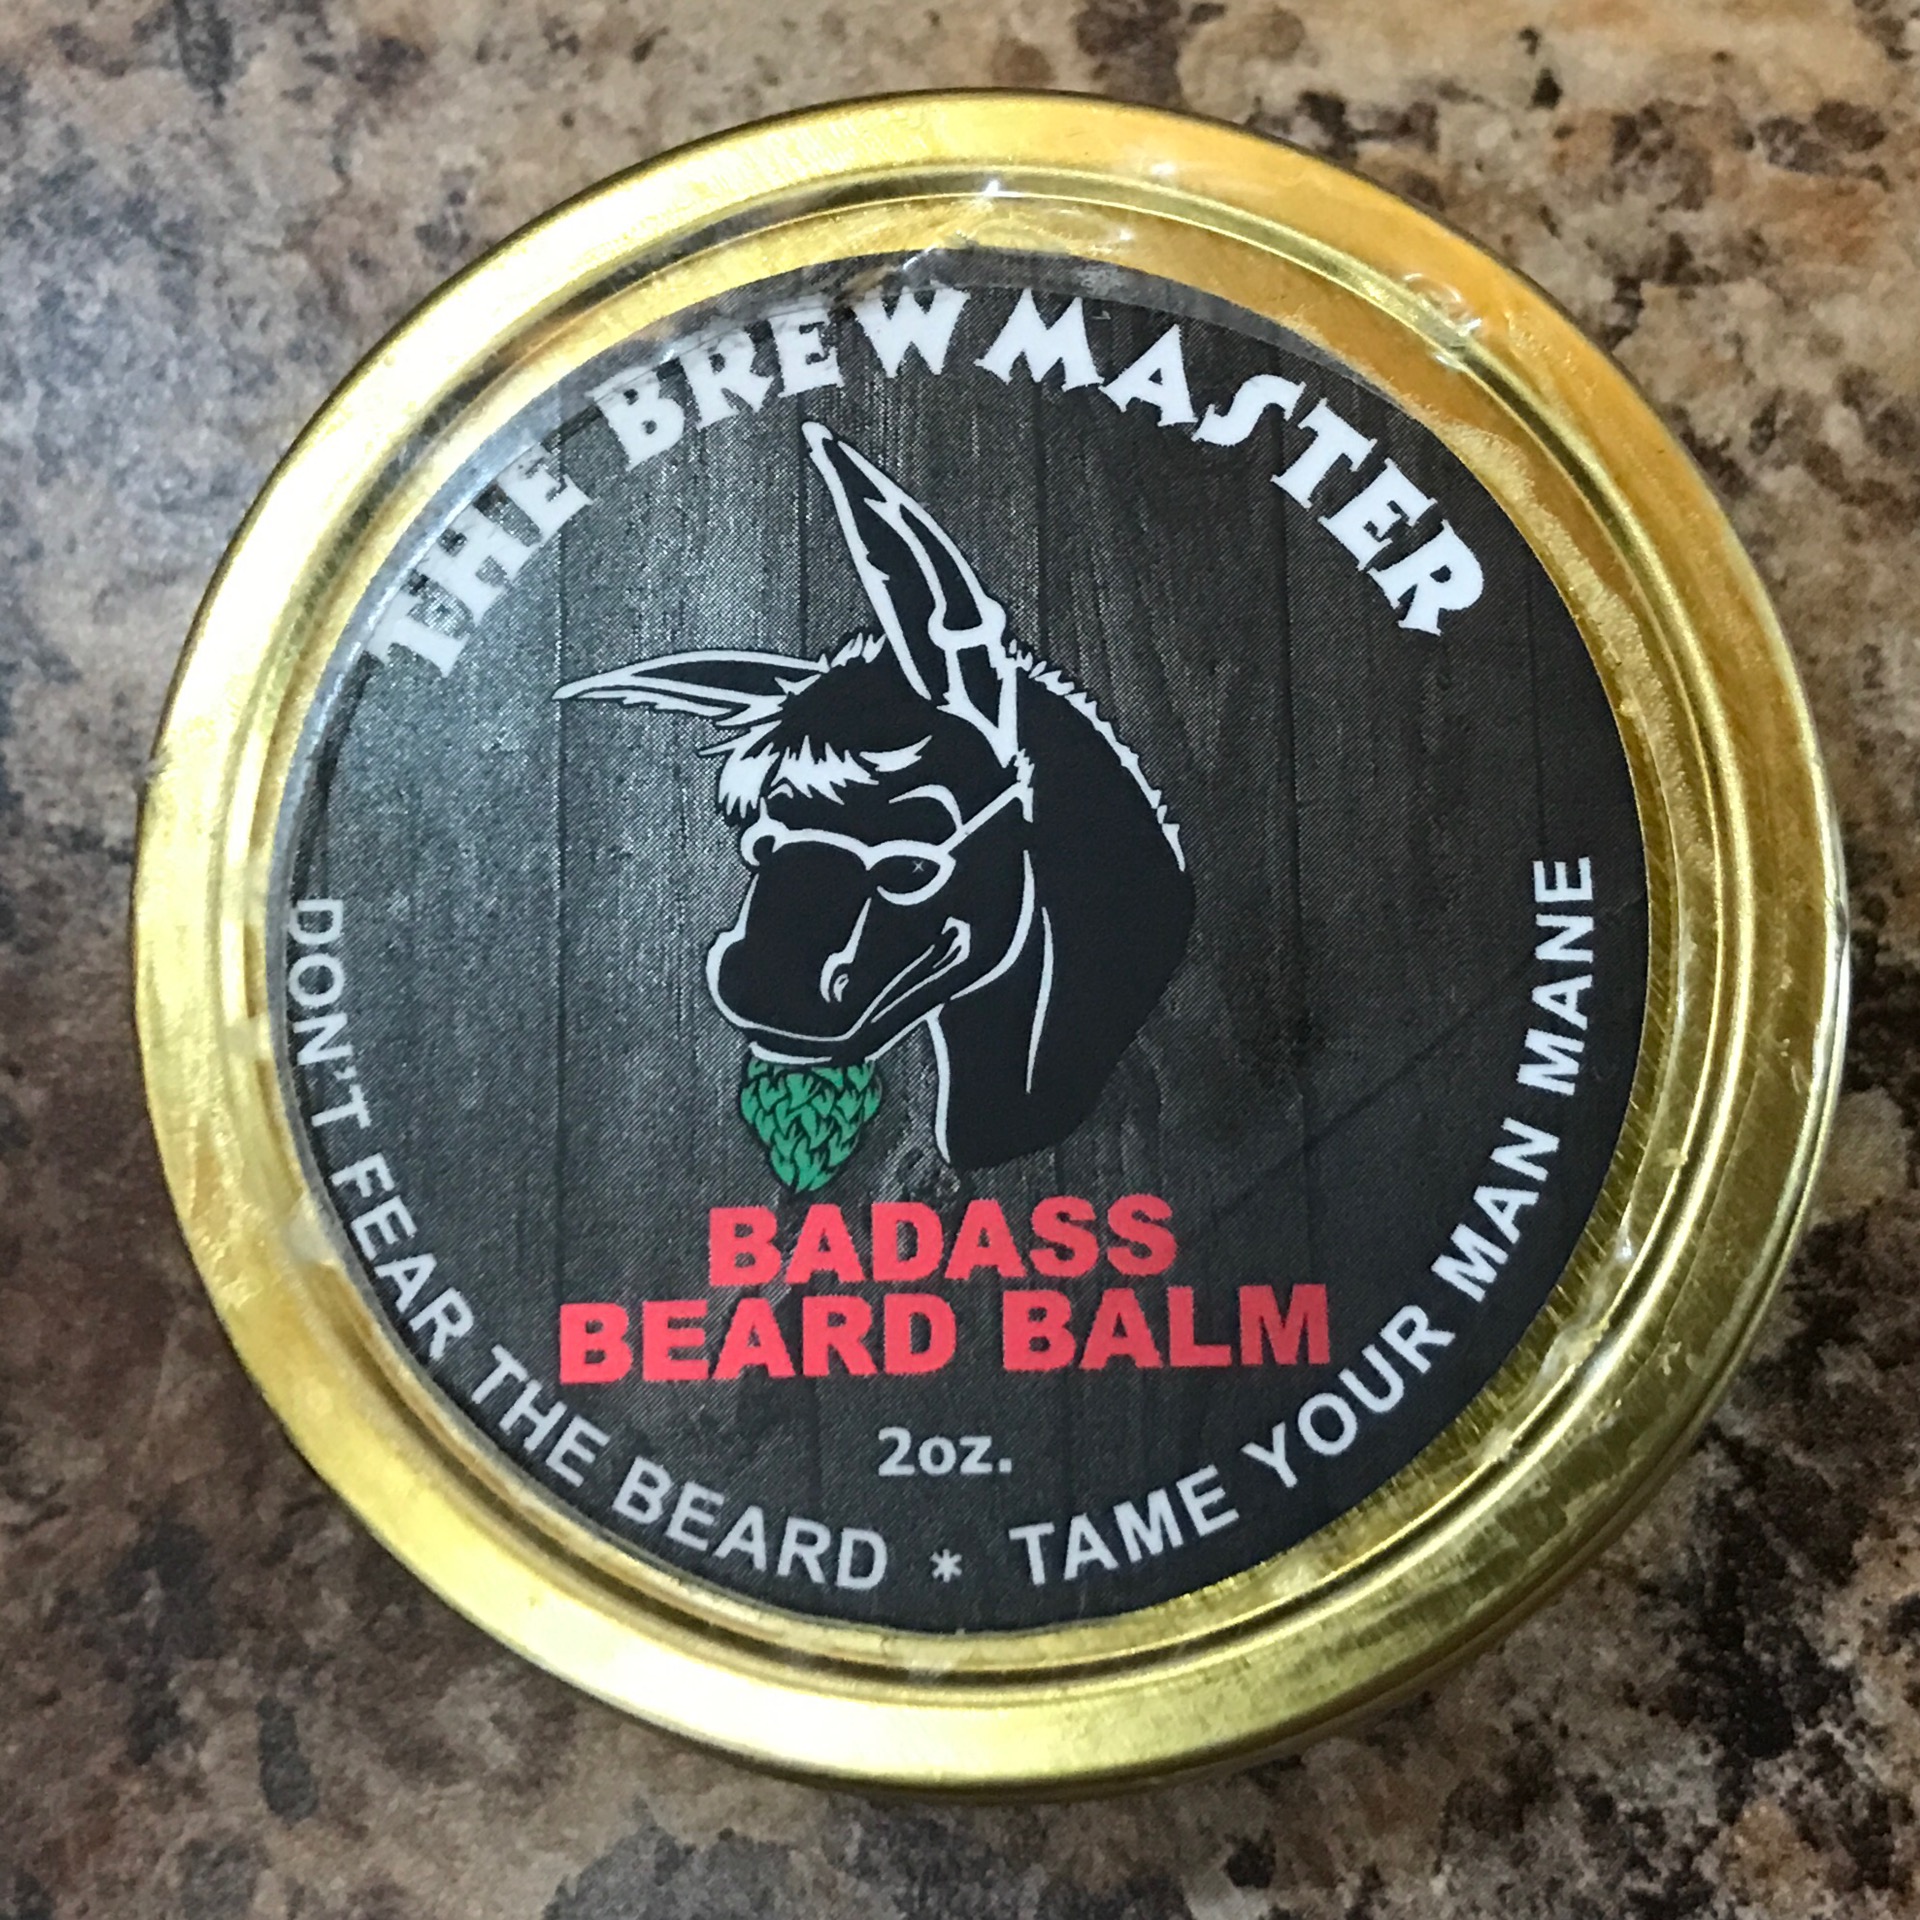 THE BREWMASTER
BADASS
BEARD BALM
2oz.
DON'T FEAR THE BEARD * TAME YOUR MAN MANE